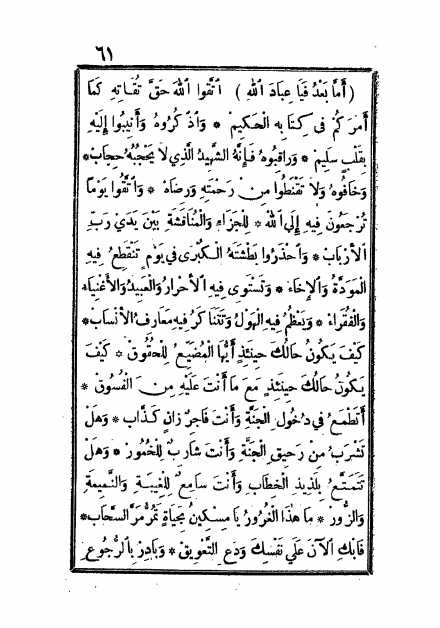 ٦١
( أَمَّا بَعْدُ فَيَا عِبَادَ اللهِ ) اتَّقُوا اللهَ حَقَّ تُقَاتِهِ كَمَا
أَمَرَكُمْ فِى كِتَابِهِ الْحَكِيمِ * وَاذْكُرُوهُ وَأَنِيبُوا إِلَيْهِ
بِقَلْبٍ سَلِيمٍ * وَرَاقِبُوهُ فَإِنَّهُ الشَّهِيدُ الَّذِي لَا يَحْجُبُهُ حِجَاب *
وَخَافُوهُ وَلَا تَقْنَطُوا مِنْ رَحْمَتِهِ وَرِضَاهُ * وَاتَّقُوا يَوْمًا
تُرْجَعُونَ فِيهِ إِلَى اللهِ * لِلْجَزَاءِ وَالْمُنَاقَشَةِ بَيْنَ يَدَيْ رَبِّ
الْأَرْبَابِ * وَاحْذَرُوا بَطْشَتَهُ الْكُبْرَى فِي يَوْمٍ تَنْقَطِعُ فِيهِ
الْمَوَدَّةُ وَالْإِخَاء * وَتَسْتَوِى فِيهِ الْأَحْرَارُ وَالْعَبِيدُ وَالْأَغْنِيَاء
وَالْفُقَرَاء * وَيَعْظُمُ فِيهِ الْهَوْلُ وَتَتَنَاكَرُ فِيهِ مَعَارِفُ الْأَنْسَاب *
كَيْفَ يَكُونُ حَالُكَ حِينَئِذٍ أَيُّهَا الْمُضَيِّعُ لِلْحُقُوق * كَيْفَ
يَكُونُ حَالُكَ حِينَئِذٍ مَعَ مَا أَنْتَ عَلَيْهِ مِنَ الْفُسُوق *
أَتَطْمَعُ فِي دُخُولِ الْجَنَّةِ وَأَنْتَ فَاجِرٌ زَانٍ كَذَّاب * وَهَلْ
تَشْرَبُ مِنْ رَحِيقِ الْجَنَّةِ وَأَنْتَ شَارِبٌ لِلْخُمُور * وَهَلْ
تَتَمَتَّعُ بِلَذِيذِ الْخِطَابِ وَأَنْتَ سَامِعٌ لِلْغِيبَةِ وَالنَّمِيمَةِ
وَالزُّور * مَا هٰذَا الْغُرُورُ يَا مِسْكِينُ بِحَيَاةٍ تَمُرُّ مَرَّ السَّحَاب *
فَابْكِ الْآنَ عَلَى نَفْسِكَ وَدَعِ التَّعْوِيق * وَبَادِرْ بِالرُّجُوعِ